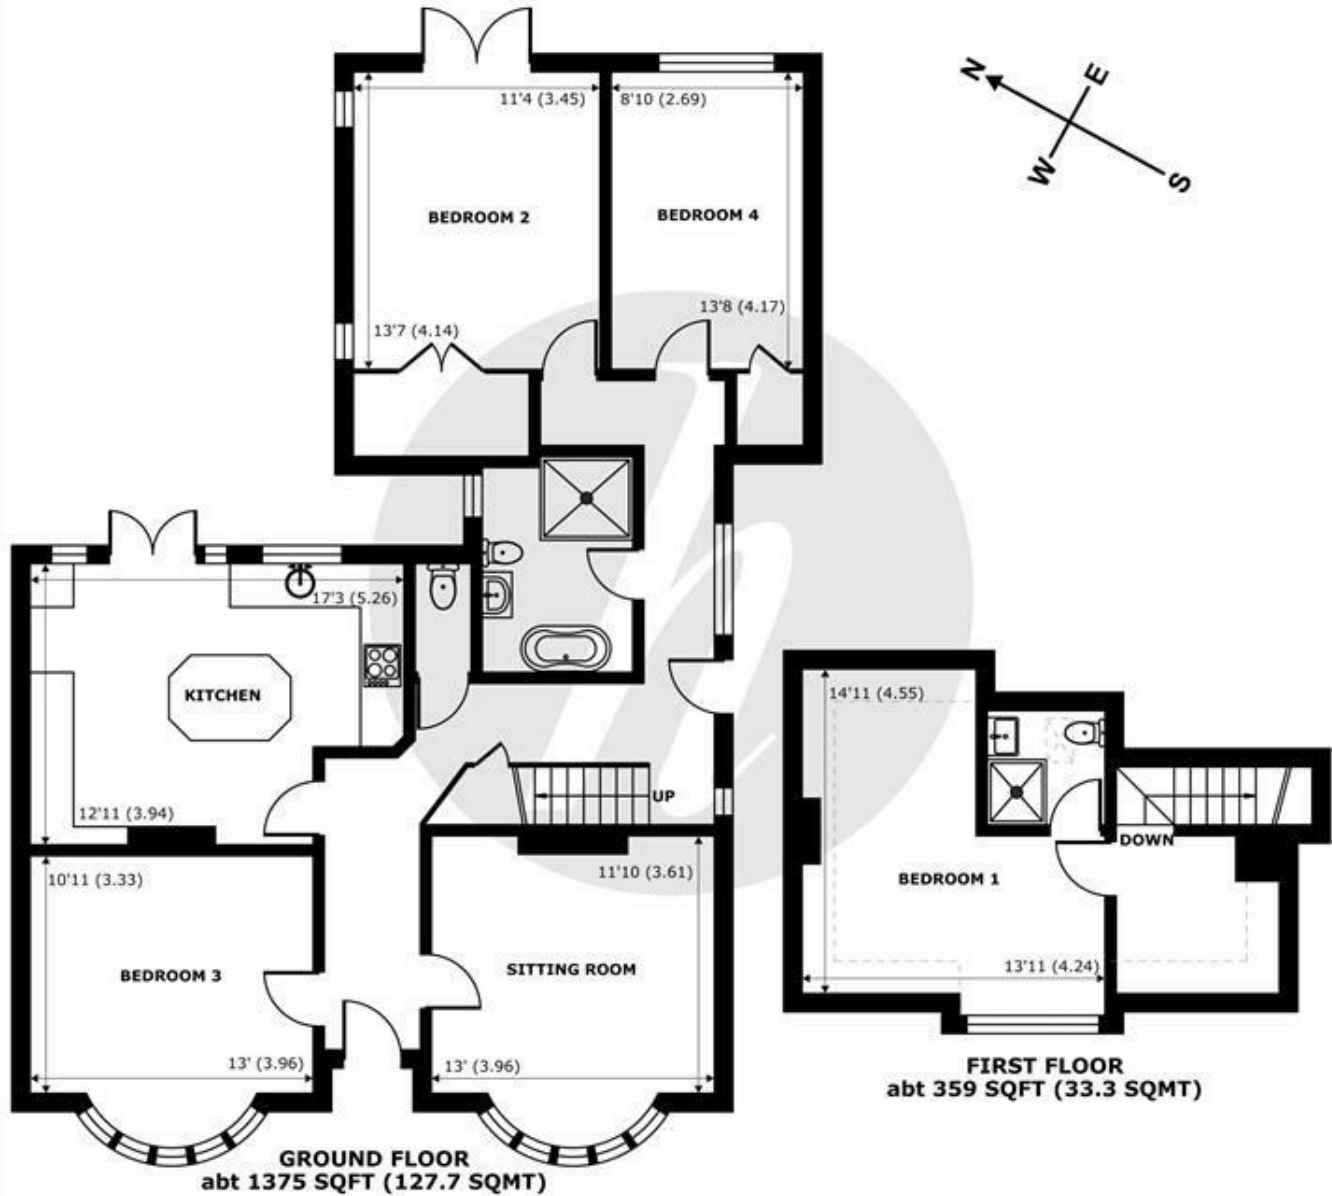 11'4 (3.45)
8'10 (2.69)
N
E
W
S
BEDROOM 2
BEDROOM 4
13'7 (4.14)
13'8 (4.17)
17'3 (5.26)
KITCHEN
12'11 (3.94)
UP
10'11 (3.33)
11'10 (3.61)
BEDROOM 3
SITTING ROOM
13' (3.96)
13' (3.96)
GROUND FLOOR
abt 1375 SQFT (127.7 SQMT)
14'11 (4.55)
DOWN
BEDROOM 1
13'11 (4.24)
FIRST FLOOR
abt 359 SQFT (33.3 SQMT)
h